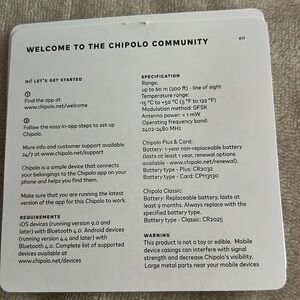 WELCOME TO THE CHIPOLO COMMUNITY
en
HI! LET'S GET STARTED
1
Find the app at
www.chipolo.net/welcome
2
Follow the easy in-app steps to set up
Chipolo.
More info and customer support available
24/7 at www.chipolo.net/support
Chipolo is a simple device that connects
your belongings to the Chipolo app on your
phone and helps you find them.
Make sure that you are running the latest
version of the app for this Chipolo to work.
REQUIREMENTS
iOS devices (running version 9.0 and
later) with Bluetooth 4.0. Android devices
(running version 4.4 and later) with
Bluetooth 4.0. Complete list of supported
devices available at
www.chipolo.net/devices
SPECIFICATION
Range:
up to 60 m (200 ft) - line of sight
Temperature range:
-15 °C to +50 °C (5 °F to 122 °F)
Modulation method: GFSK
Antenna power: < 1 mW
Operating frequency band:
2402-2480 MHz
Chipolo Plus & Card:
Battery: 1-year non-replaceable battery
(lasts at least 1 year, renewal options
available - www.chipolo.net/renewal).
Battery type - Plus: CR2032
Battery type - Card: CP113130
Chipolo Classic:
Battery: Replaceable battery, lasts at
least 9 months. Always replace with the
specified battery type.
Battery type - Classic: CR2025
WARNING
This product is not a toy or edible. Mobile
device casings can interfere with signal
strength and decrease Chipolo's visibility.
Large metal parts near your mobile devices